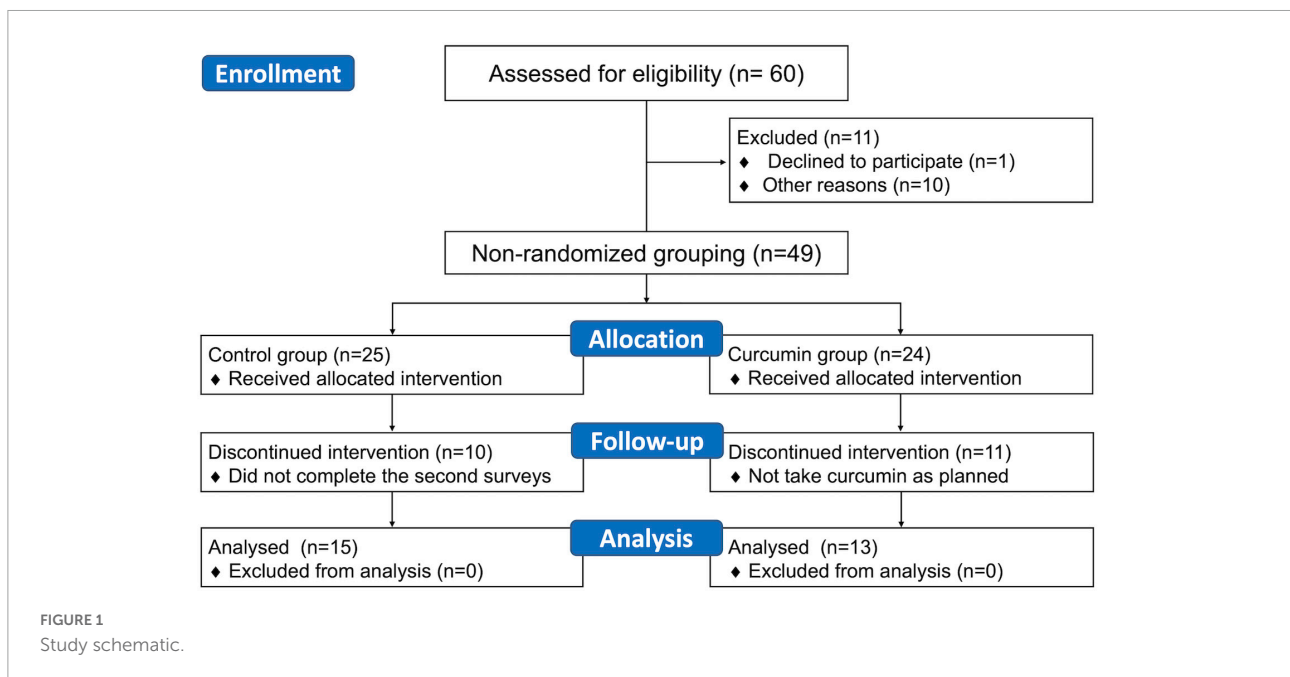 Enrollment
Assessed for eligibility (n= 60)
Excluded (n=11)
♦ Declined to participate (n=1)
♦ Other reasons (n=10)
Non-randomized grouping (n=49)
Allocation
Control group (n=25)
♦ Received allocated intervention
Curcumin group (n=24)
♦ Received allocated intervention
Follow-up
Discontinued intervention (n=10)
♦ Did not complete the second surveys
Discontinued intervention (n=11)
♦ Not take curcumin as planned
Analysis
Analysed (n=15)
♦ Excluded from analysis (n=0)
Analysed (n=13)
♦ Excluded from analysis (n=0)
FIGURE 1
Study schematic.